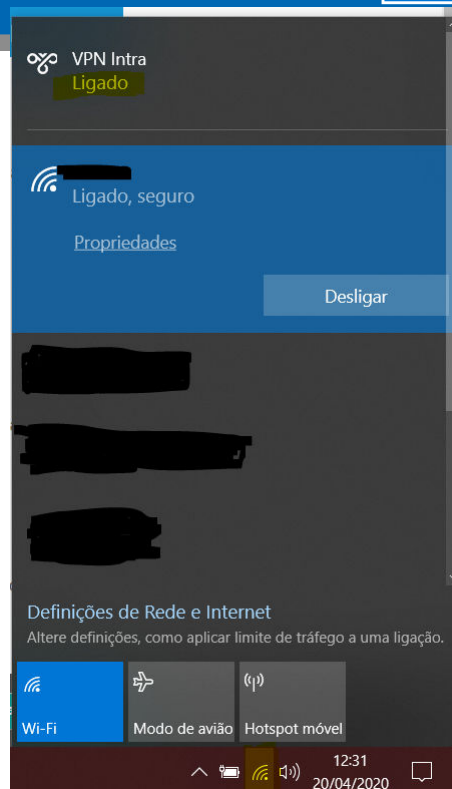 VPN Intra
Ligado
Ligado, seguro
Propriedades
Desligar
Definições de Rede e Internet
Altere definições, como aplicar limite de tráfego a uma ligação.
Wi-Fi
Modo de avião
Hotspot móvel
12:31
20/04/2020